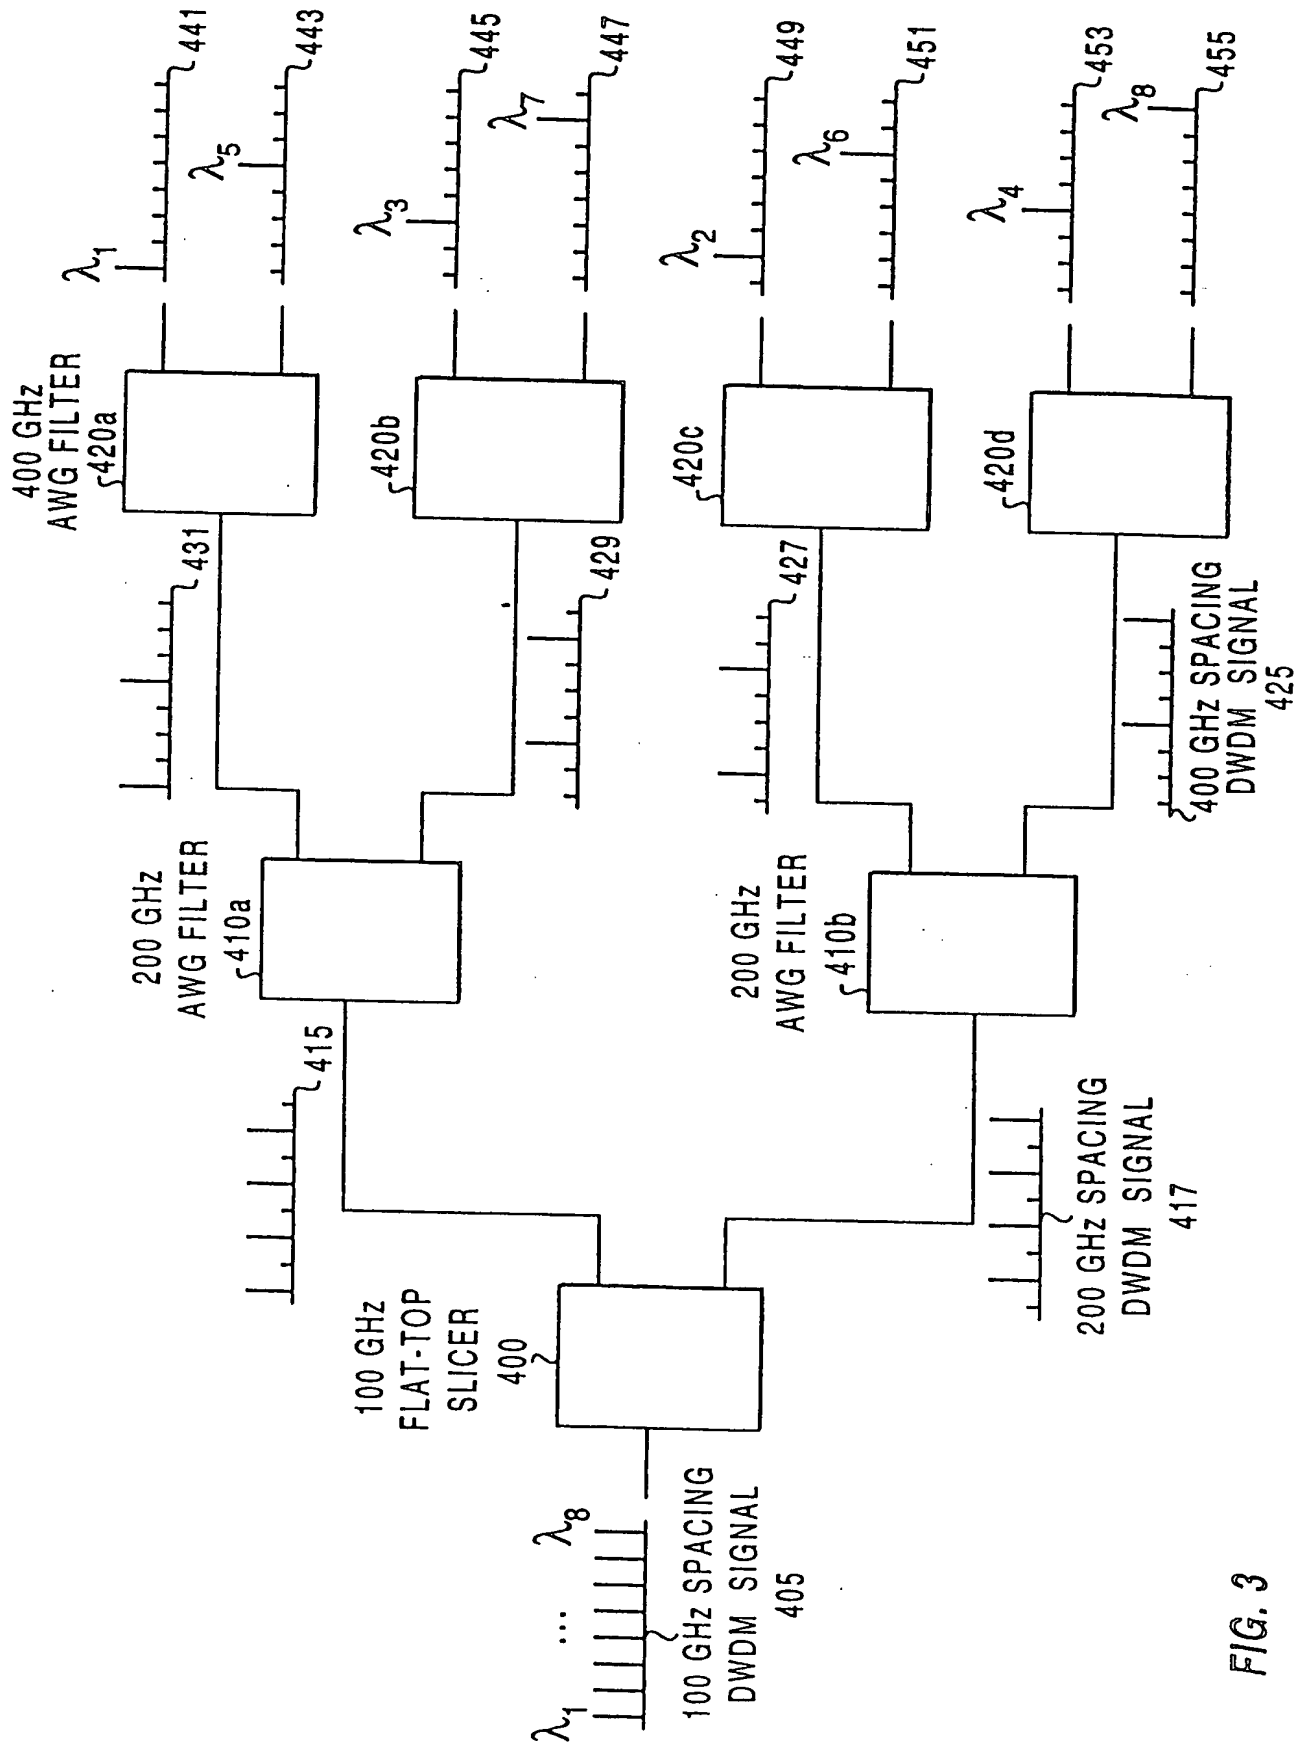 λ1
...
λ8
100 GHz SPACING
DWDM SIGNAL
405
100 GHz
FLAT-TOP
SLICER
400
415
200 GHz SPACING
DWDM SIGNAL
417
200 GHz
AWG FILTER
410a
200 GHz
AWG FILTER
410b
431
429
427
400 GHz SPACING
DWDM SIGNAL
425
400 GHz
AWG FILTER
420a
420b
420c
420d
λ1
441
λ5
443
λ3
445
λ7
447
λ2
449
λ6
451
λ4
453
λ8
455
FIG. 3